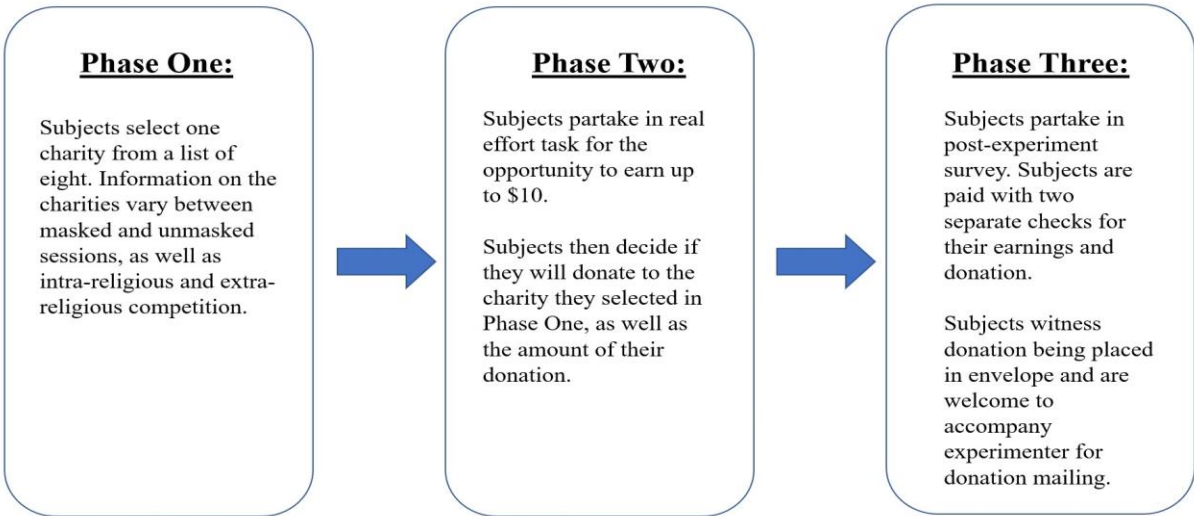 Phase One:
Subjects select one
charity from a list of
eight. Information on the
charities vary between
masked and unmasked
sessions, as well as
intra-religious and extra-
religious competition.
Phase Two:
Subjects partake in real
effort task for the
opportunity to earn up
to $10.
Subjects then decide if
they will donate to the
charity they selected in
Phase One, as well as
the amount of their
donation.
Phase Three:
Subjects partake in
post-experiment
survey. Subjects are
paid with two
separate checks for
their earnings and
donation.
Subjects witness
donation being placed
in envelope and are
welcome to
accompany
experimenter for
donation mailing.